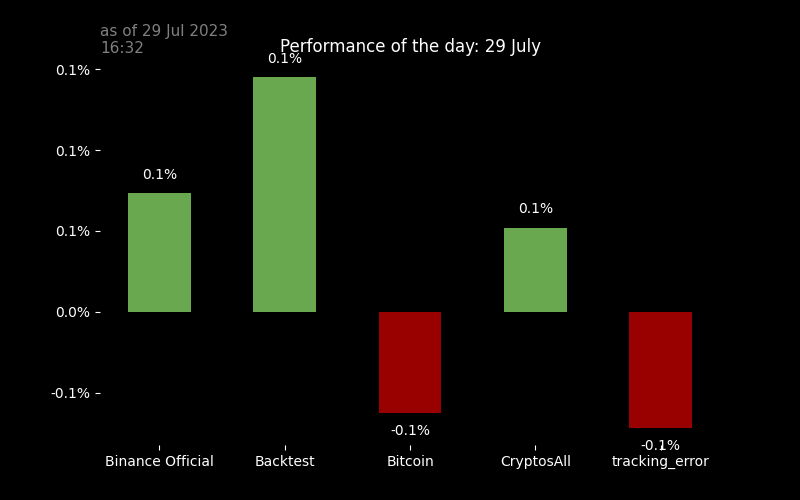 as of 29 Jul 2023
16:32
Performance of the day: 29 July
0.1%
0.1%
0.1%
0.0%
-0.1%
0.1%
0.1%
-0.1%
0.1%
-0.1%
Binance Official
Backtest
Bitcoin
CryptosAll
tracking_error